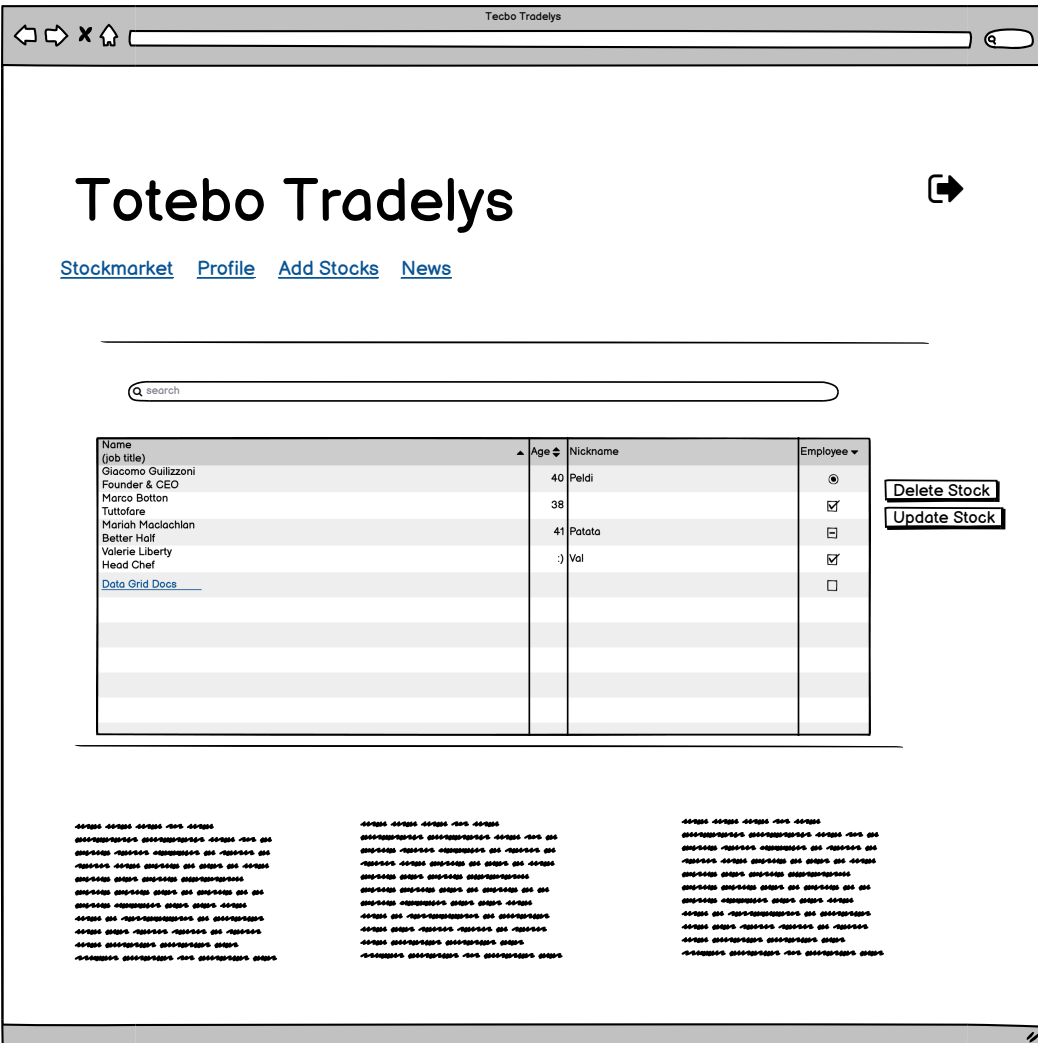 Tecbo Tradelys
Totebo Tradelys
Stockmarket Profile Add Stocks News
search
Name
(job title)
Age
Nickname
Employee
Giacomo Guilizzoni
Founder & CEO
40
Peldi
Marco Botton
Tuttofare
38
Mariah Maclachlan
Better Half
41
Patata
Valerie Liberty
Head Chef
:)
Val
Data Grid Docs
Delete Stock
Update Stock